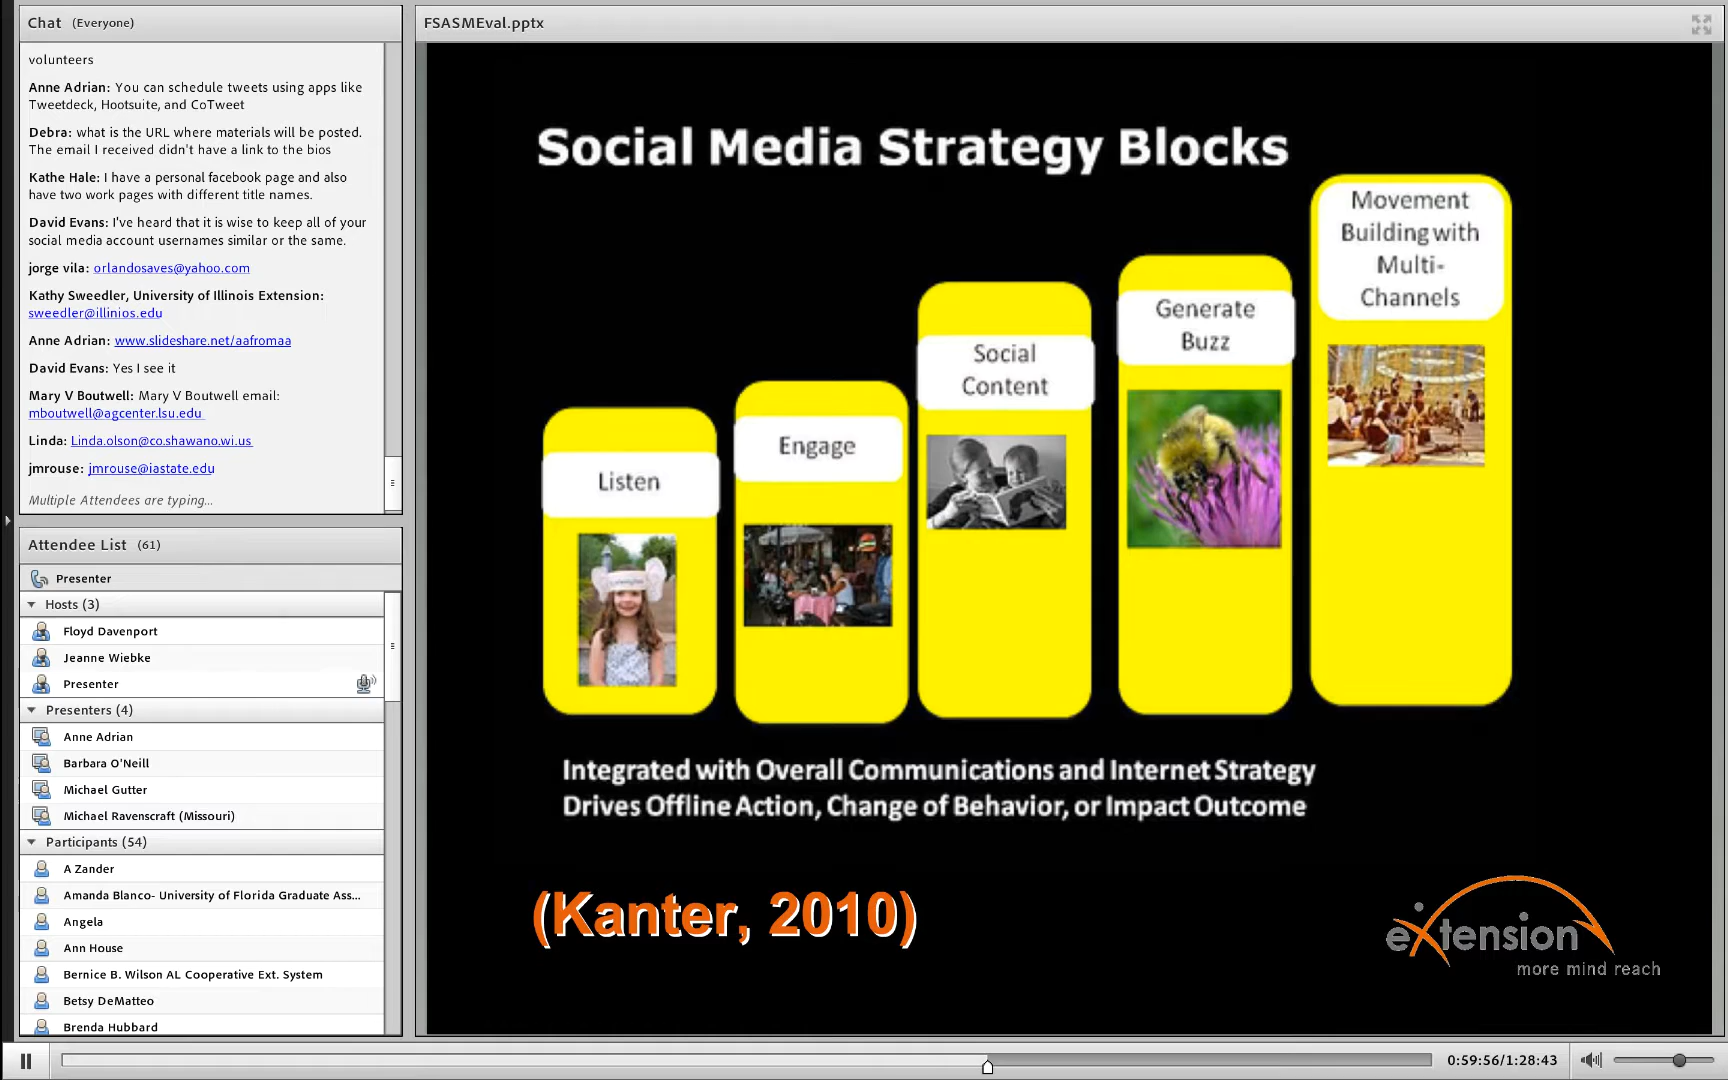 Chat (Everyone)
volunteers
Anne Adrian: You can schedule tweets using apps like
Tweetdeck, Hootsuite, and CoTweet
Debra: what is the URL where materials will be posted.
The email I received didn't have a link to the bios
Kathe Hale: I have a personal facebook page and also
have two work pages with different title names.
David Evans: I've heard that it is wise to keep all of your
social media account usernames similar or the same.
jorge vila: orlandosaves@yahoo.com
Kathy Sweedler, University of Illinois Extension:
sweedler@illinios.edu
Anne Adrian: www.slideshare.net/aafromaa
David Evans: Yes I see it
Mary V Boutwell: Mary V Boutwell email:
mboutwell@agcenter.lsu.edu
Linda: Linda.olson@co.shawano.wi.us
jmrouse: jmrouse@iastate.edu
Multiple Attendees are typing...
Attendee List (61)
Presenter
Hosts (3)
Floyd Davenport
Jeanne Wiebke
Presenter
Presenters (4)
Anne Adrian
Barbara O'Neill
Michael Gutter
Michael Ravenscraft (Missouri)
Participants (54)
A Zander
Amanda Blanco- University of Florida Graduate Ass...
Angela
Ann House
Bernice B. Wilson AL Cooperative Ext. System
Betsy DeMatteo
Brenda Hubbard
FSASMEval.pptx
Social Media Strategy Blocks
Listen
Engage
Social
Content
Generate
Buzz
Movement
Building with
Multi-
Channels
Integrated with Overall Communications and Internet Strategy
Drives Offline Action, Change of Behavior, or Impact Outcome
(Kanter, 2010)
eXtension
more mind reach
0:59:56/1:28:43